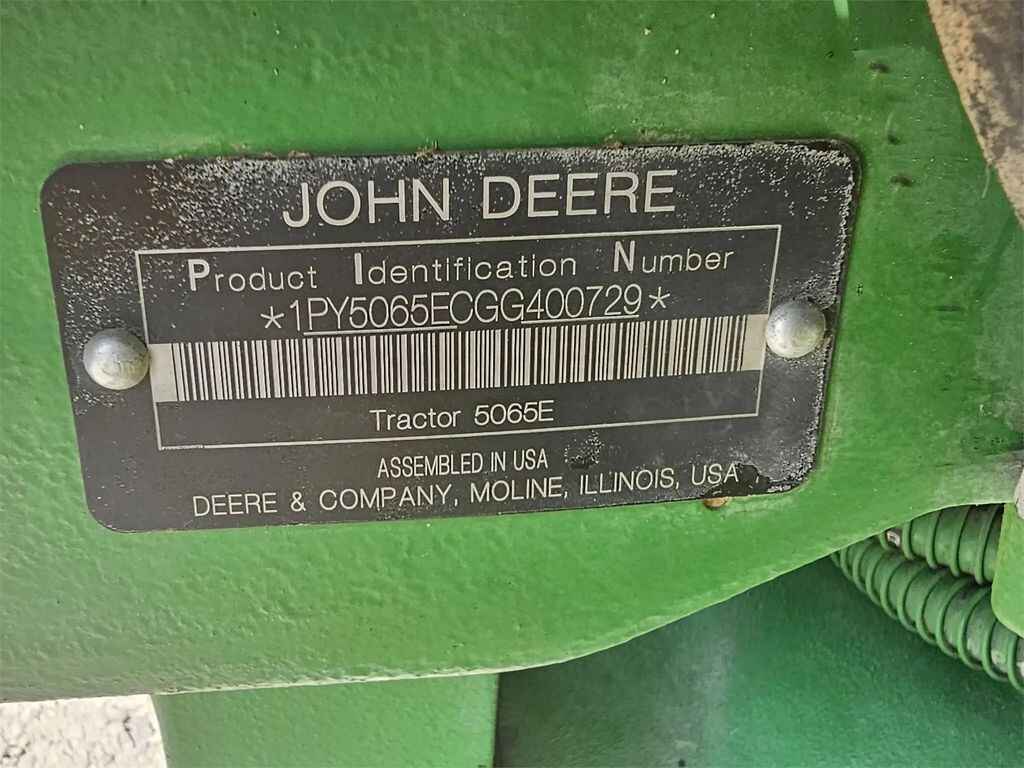 JOHN DEERE
Product Identification Number
*1PY5065ECGG400729*
Tractor 5065E
ASSEMBLED IN USA
DEERE & COMPANY, MOLINE, ILLINOIS, USA